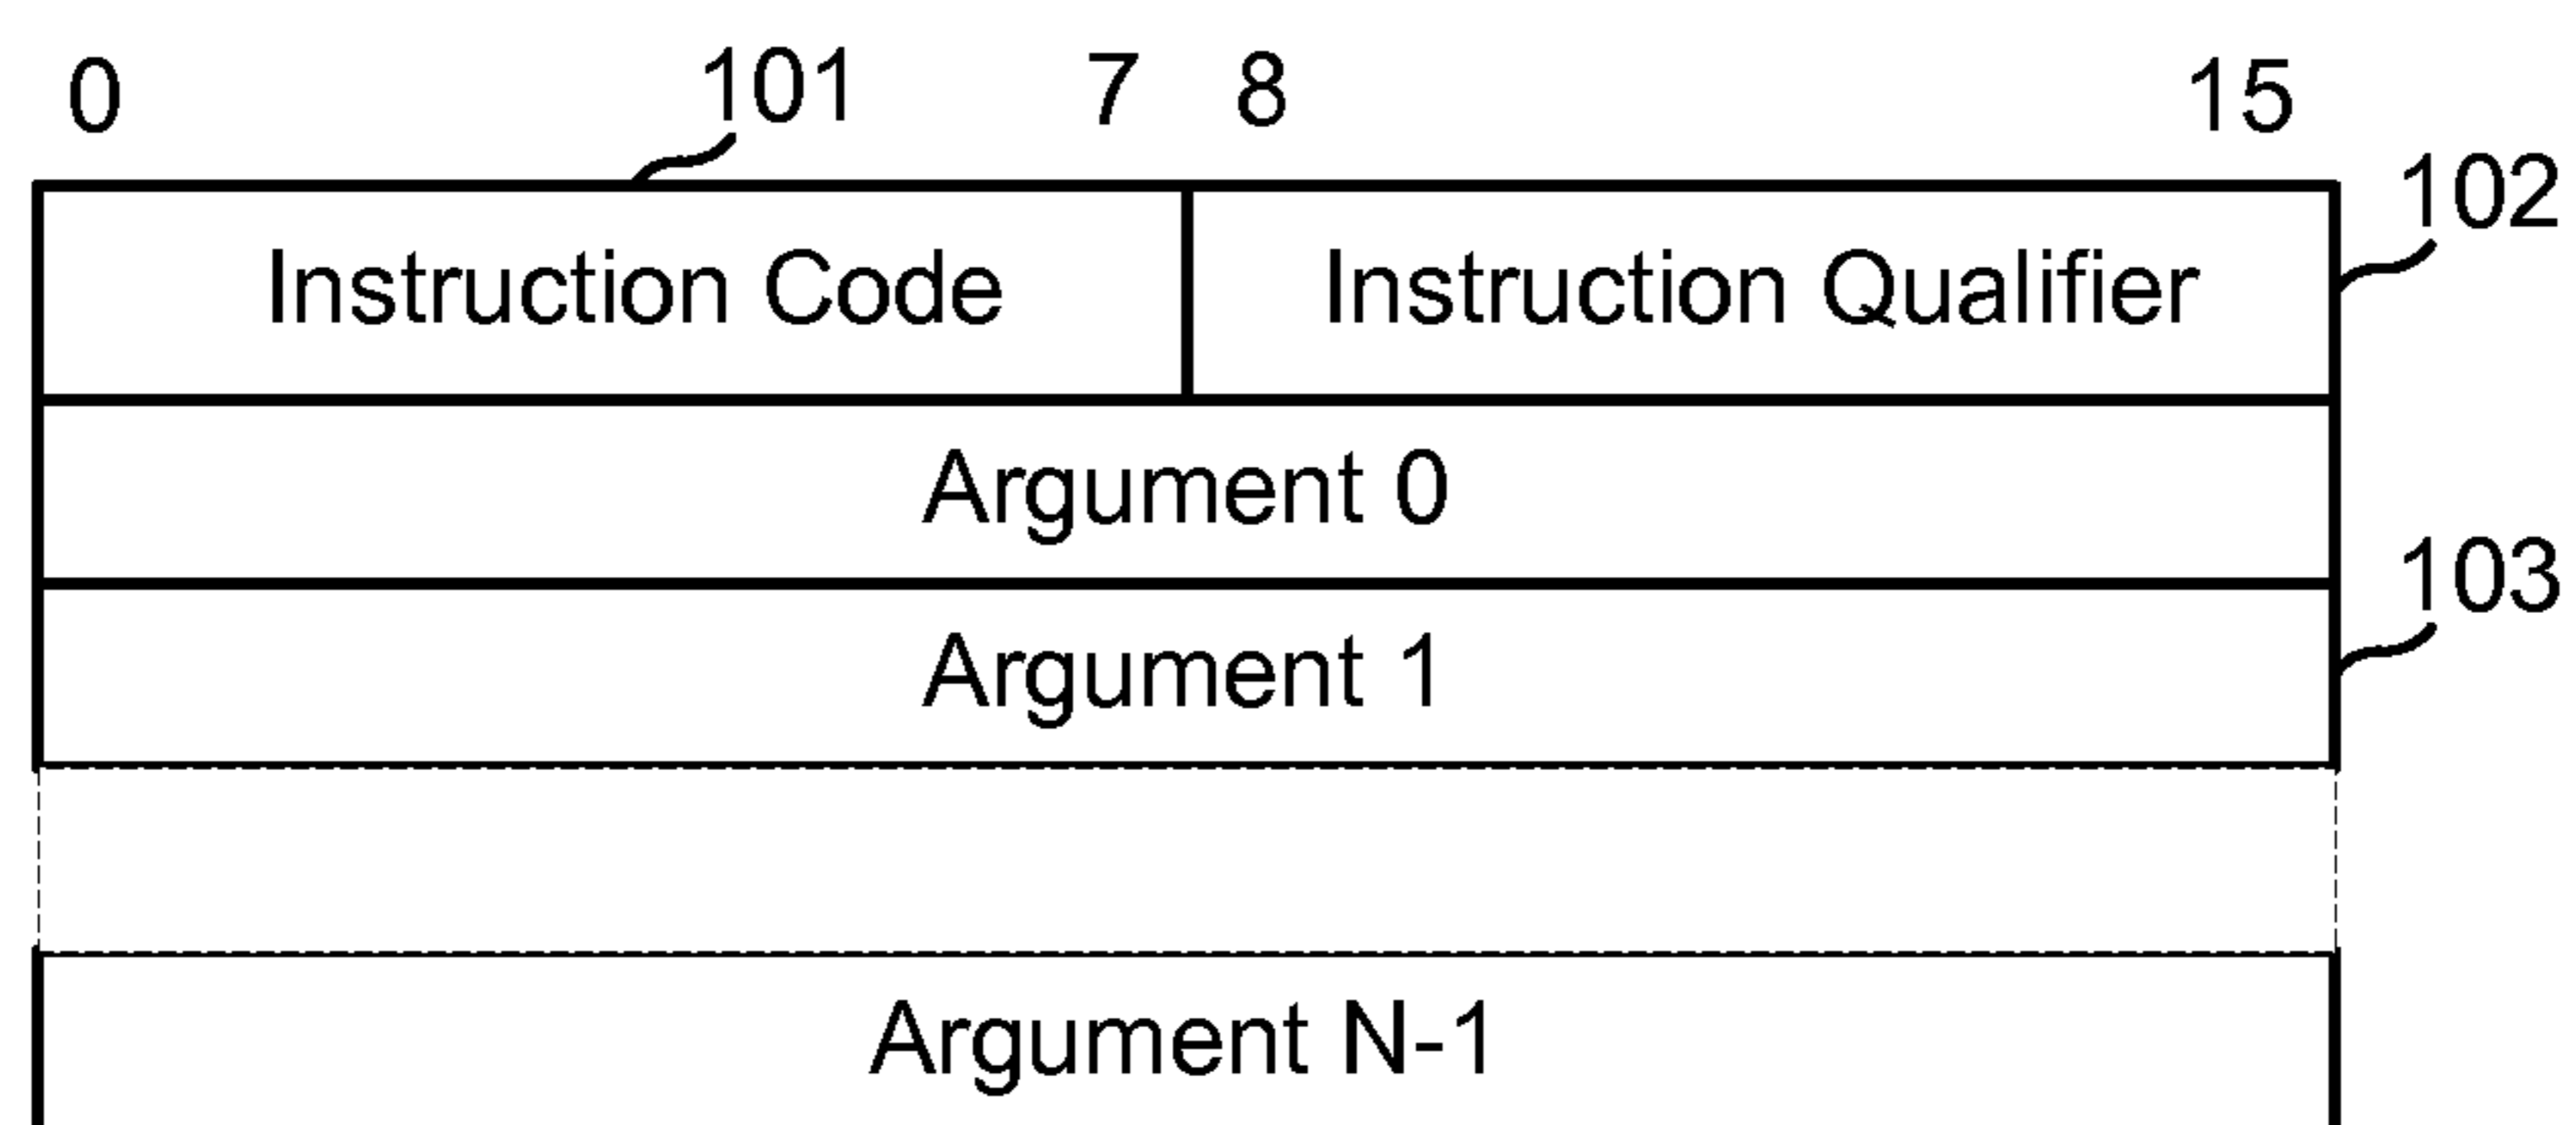 0 101 7 8 15
102
Instruction Code Instruction Qualifier
Argument 0
103
Argument 1
Argument N-1